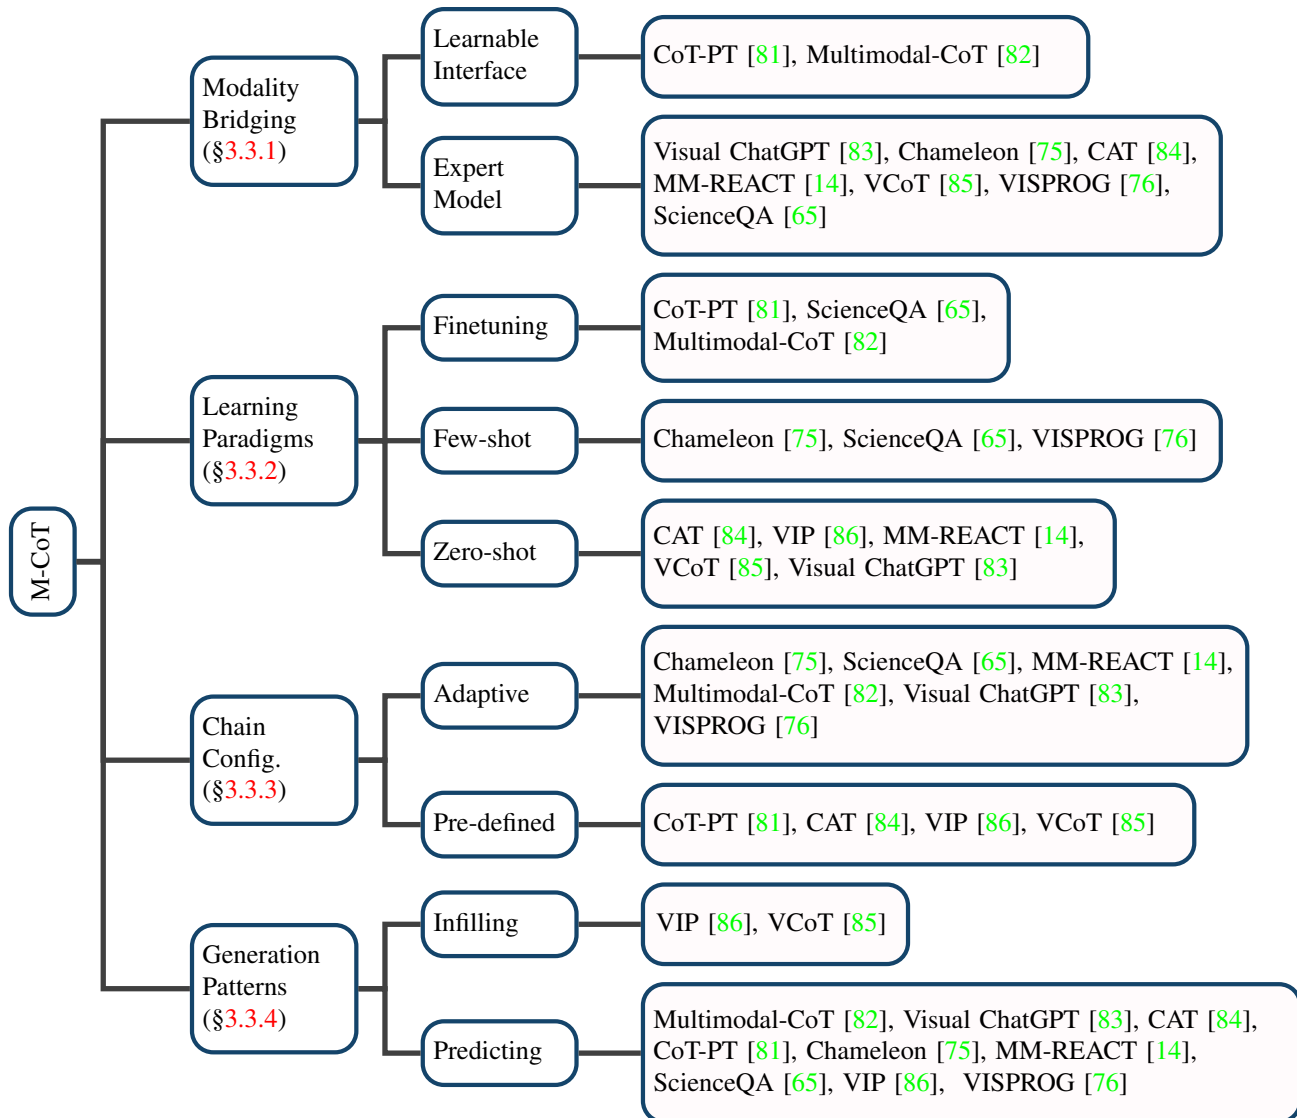 M-CoT
Modality
Bridging
(§3.3.1)
Learnable
Interface
CoT-PT [81], Multimodal-CoT [82]
Expert
Model
Visual ChatGPT [83], Chameleon [75], CAT [84],
MM-REACT [14], VCoT [85], VISPROG [76],
ScienceQA [65]
Learning
Paradigms
(§3.3.2)
Finetuning
CoT-PT [81], ScienceQA [65],
Multimodal-CoT [82]
Few-shot
Chameleon [75], ScienceQA [65], VISPROG [76]
Zero-shot
CAT [84], VIP [86], MM-REACT [14],
VCoT [85], Visual ChatGPT [83]
Chain
Config.
(§3.3.3)
Adaptive
Chameleon [75], ScienceQA [65], MM-REACT [14],
Multimodal-CoT [82], Visual ChatGPT [83],
VISPROG [76]
Pre-defined
CoT-PT [81], CAT [84], VIP [86], VCoT [85]
Generation
Patterns
(§3.3.4)
Infilling
VIP [86], VCoT [85]
Predicting
Multimodal-CoT [82], Visual ChatGPT [83], CAT [84],
CoT-PT [81], Chameleon [75], MM-REACT [14],
ScienceQA [65], VIP [86], VISPROG [76]